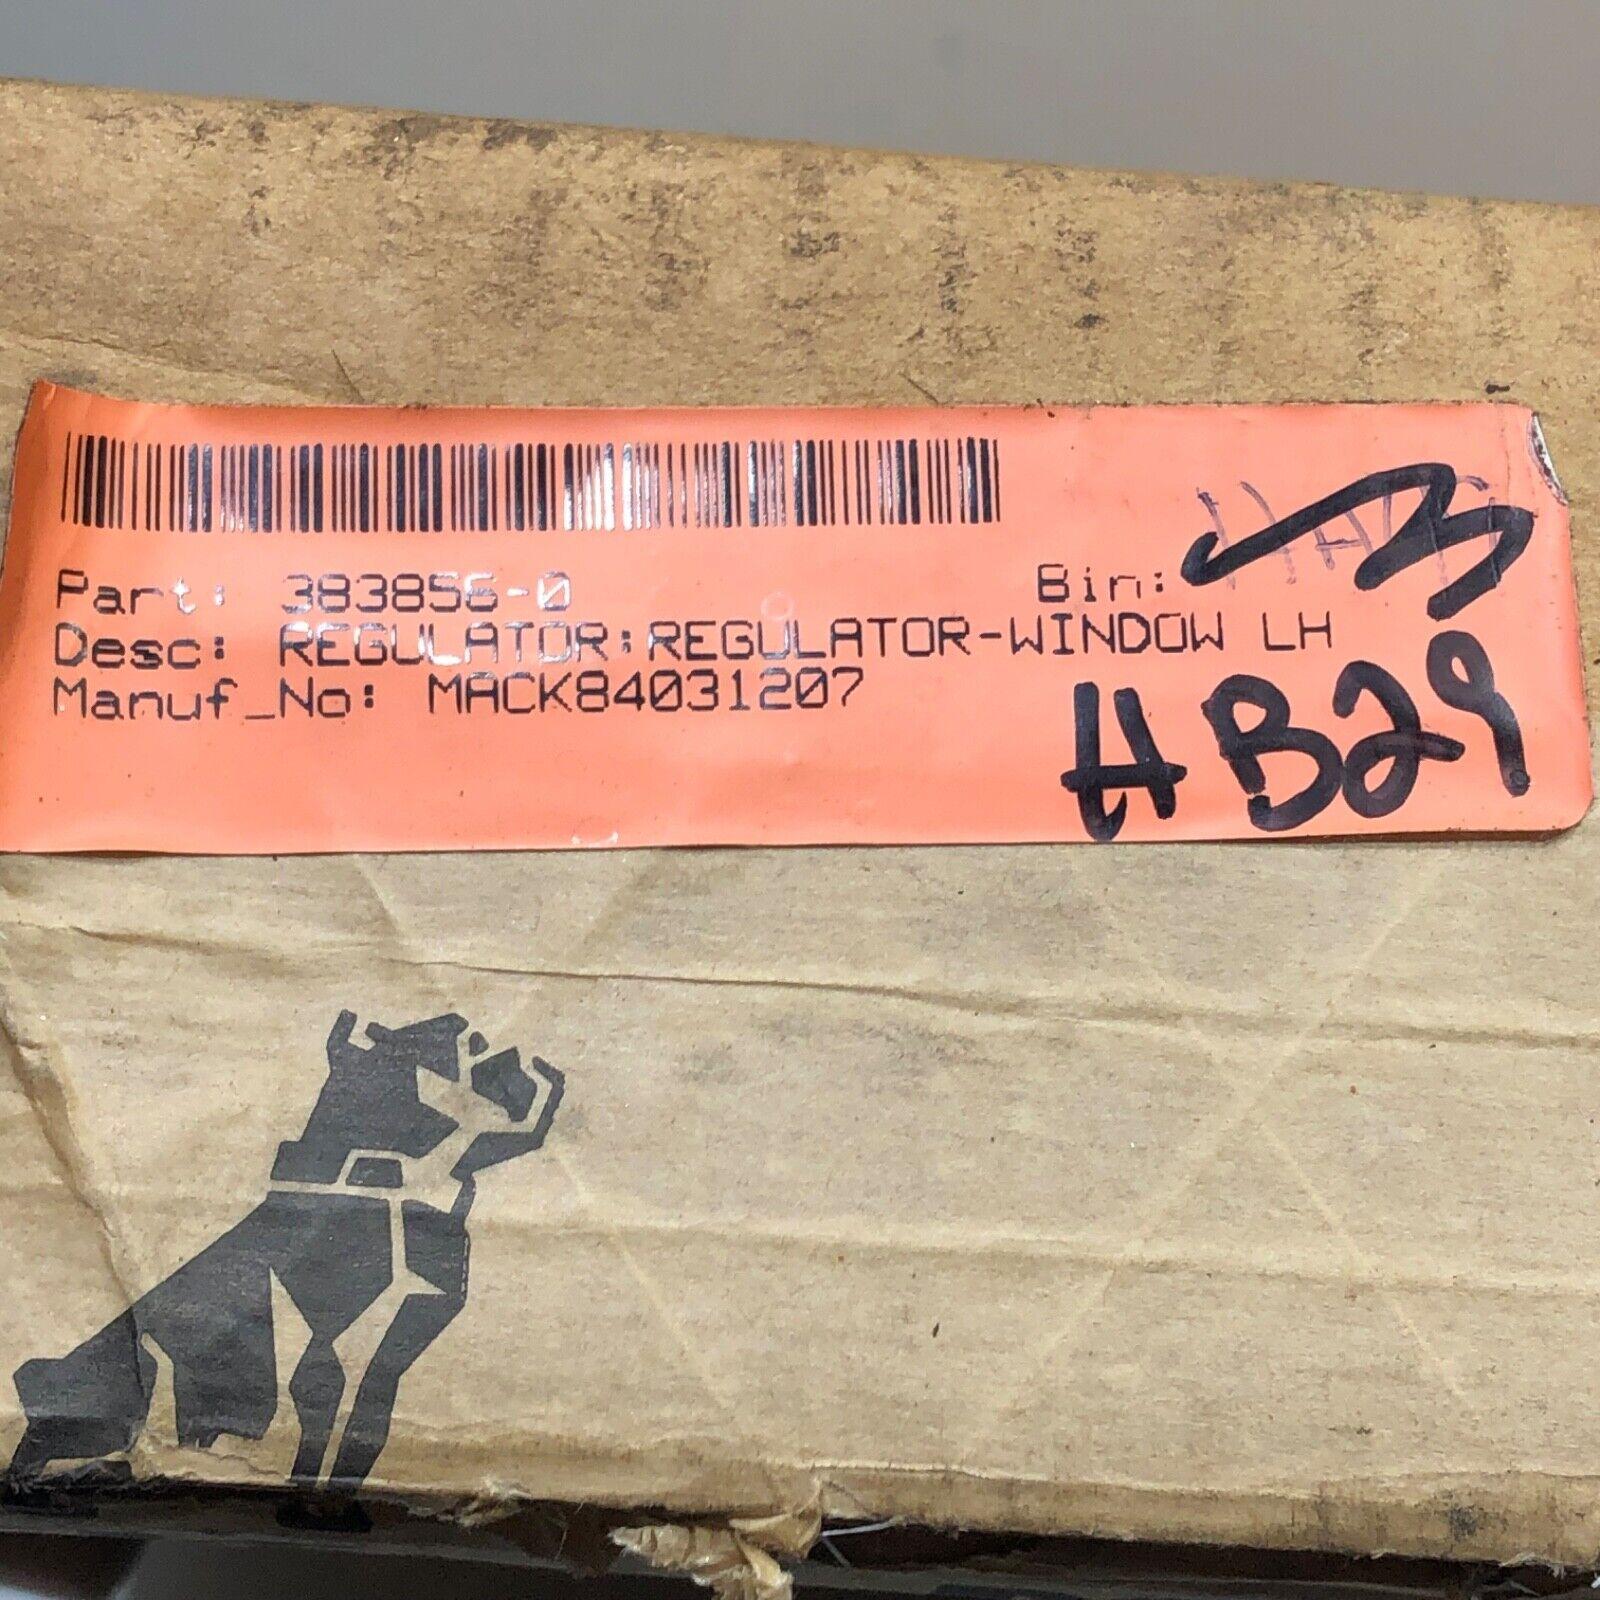 Part: 383856-0 Bin:
Desc: REGULATOR:REGULATOR-WINDOW LH
Manuf_No: MACK84031207
HB29